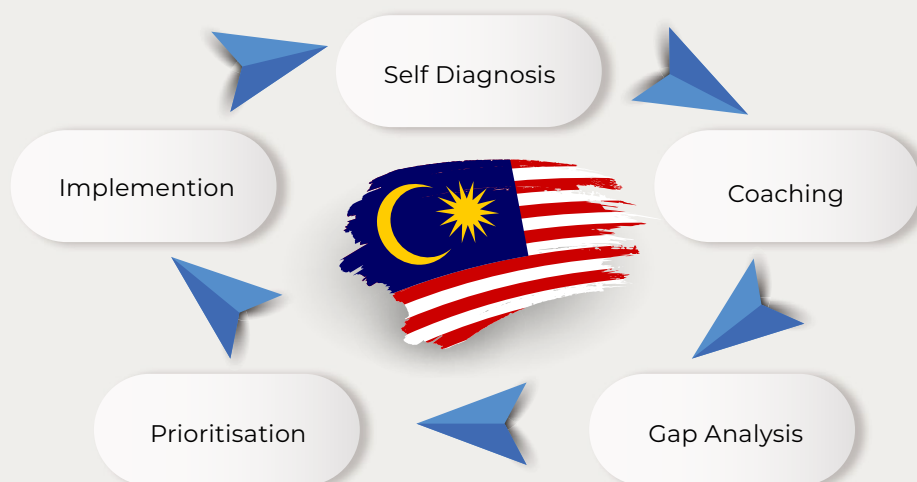 Self Diagnosis
Implemention
Coaching
Prioritisation
Gap Analysis